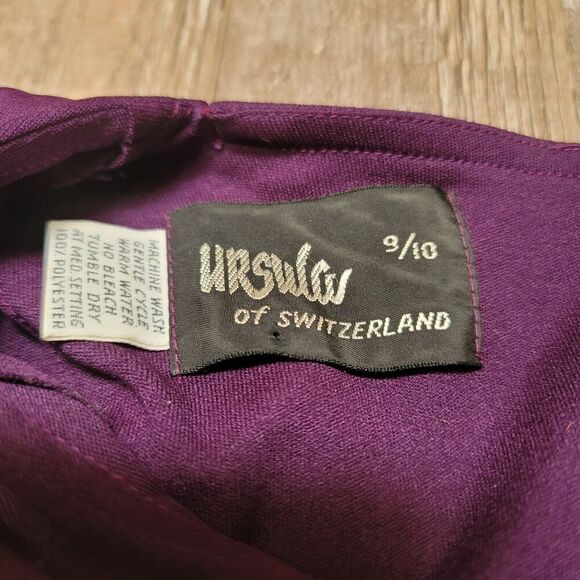 9/10
URSULA
OF SWITZERLAND
MACHINE WASH
GENTLE CYCLE
WARM WATER
NO BLEACH
TUMBLE DRY
AT MED. SETTING
100% POLYESTER